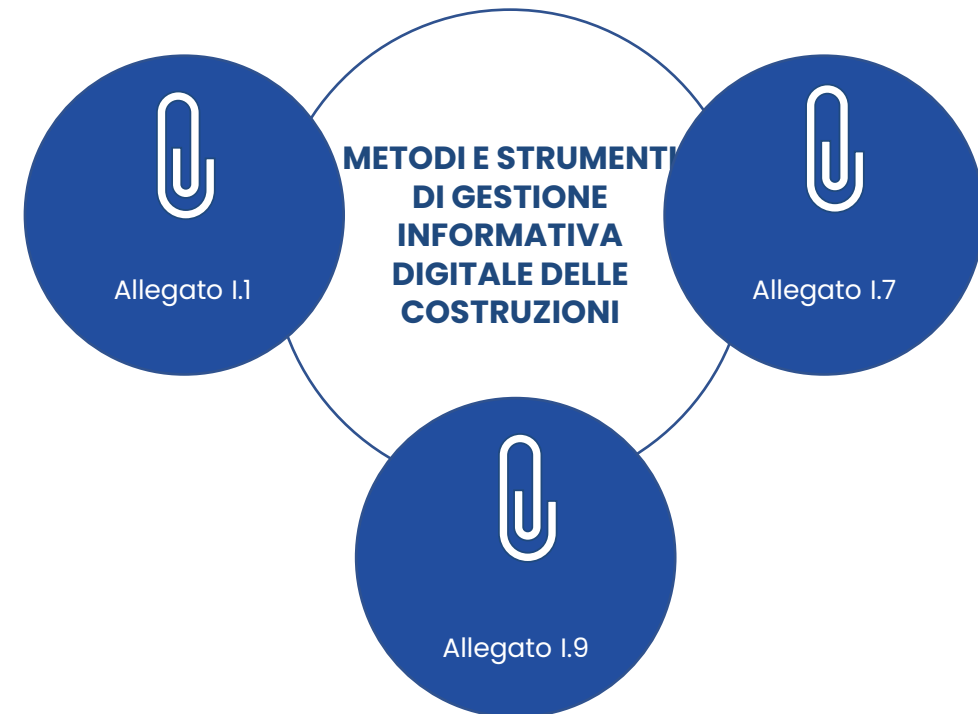 METODI E STRUMENTI
DI GESTIONE
INFORMATIVA
DIGITALE DELLE
COSTRUZIONI
Allegato I.1
Allegato I.7
Allegato I.9